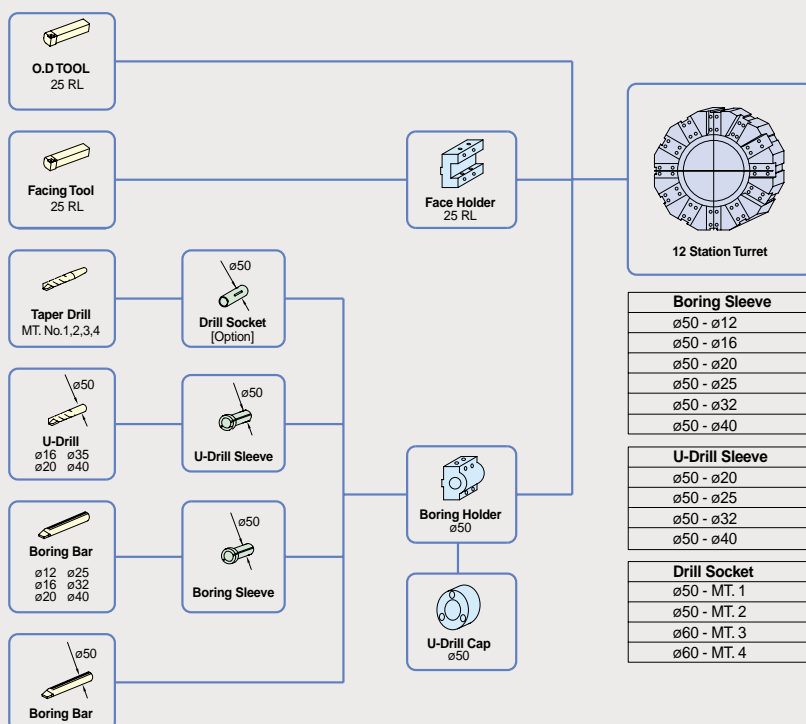 O.D TOOL
25 RL
Facing Tool
25 RL
Face Holder
25 RL
12 Station Turret
Taper Drill
MT. No.1,2,3,4
ø50
Drill Socket
[Option]
ø50
U-Drill
ø16 ø35
ø20 ø40
ø50
U-Drill Sleeve
Boring Bar
ø12 ø25
ø16 ø32
ø20 ø40
ø50
Boring Sleeve
ø50
Boring Bar
Boring Holder
ø50
U-Drill Cap
ø50
Boring Sleeve
ø50 - ø12
ø50 - ø16
ø50 - ø20
ø50 - ø25
ø50 - ø32
ø50 - ø40
U-Drill Sleeve
ø50 - ø20
ø50 - ø25
ø50 - ø32
ø50 - ø40
Drill Socket
ø50 - MT. 1
ø50 - MT. 2
ø60 - MT. 3
ø60 - MT. 4